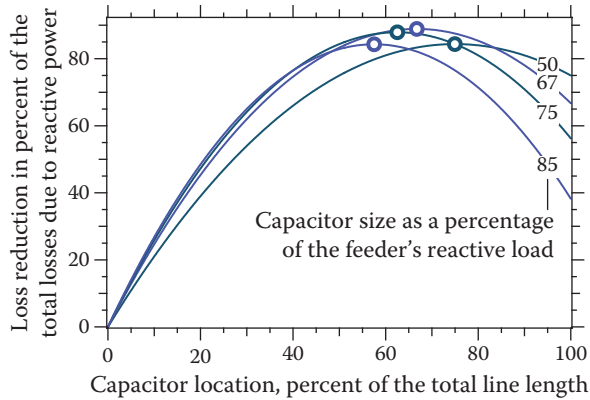 Loss reduction in percent of the
total losses due to reactive power
80
60
40
20
0
50
67
75
85
Capacitor size as a percentage
of the feeder's reactive load
0 20 40 60 80 100
Capacitor location, percent of the total line length